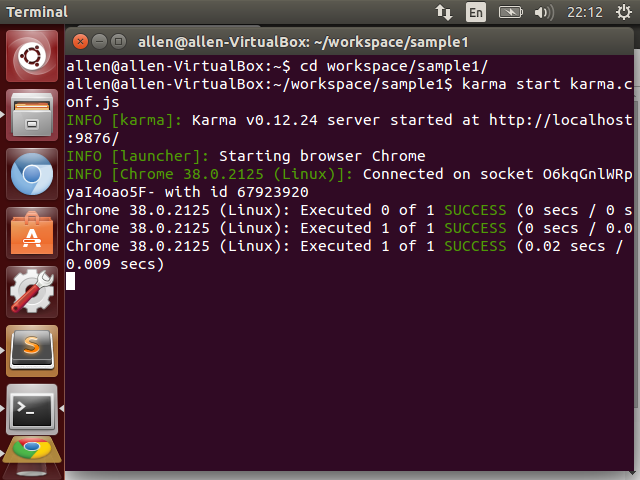 Terminal
En
22:12
allen@allen-VirtualBox: ~/workspace/sample1
allen@allen-VirtualBox:~$ cd workspace/sample1/
allen@allen-VirtualBox:~/workspace/sample1$ karma start karma.c
onf.js
INFO [karma]: Karma v0.12.24 server started at http://localhost
:9876/
INFO [launcher]: Starting browser Chrome
INFO [Chrome 38.0.2125 (Linux)]: Connected on socket O6kqGnlWRp
yaI4oao5F- with id 67923920
Chrome 38.0.2125 (Linux): Executed 0 of 1 SUCCESS (0 secs / 0 s
Chrome 38.0.2125 (Linux): Executed 1 of 1 SUCCESS (0 secs / 0.0
Chrome 38.0.2125 (Linux): Executed 1 of 1 SUCCESS (0.02 secs /
0.009 secs)